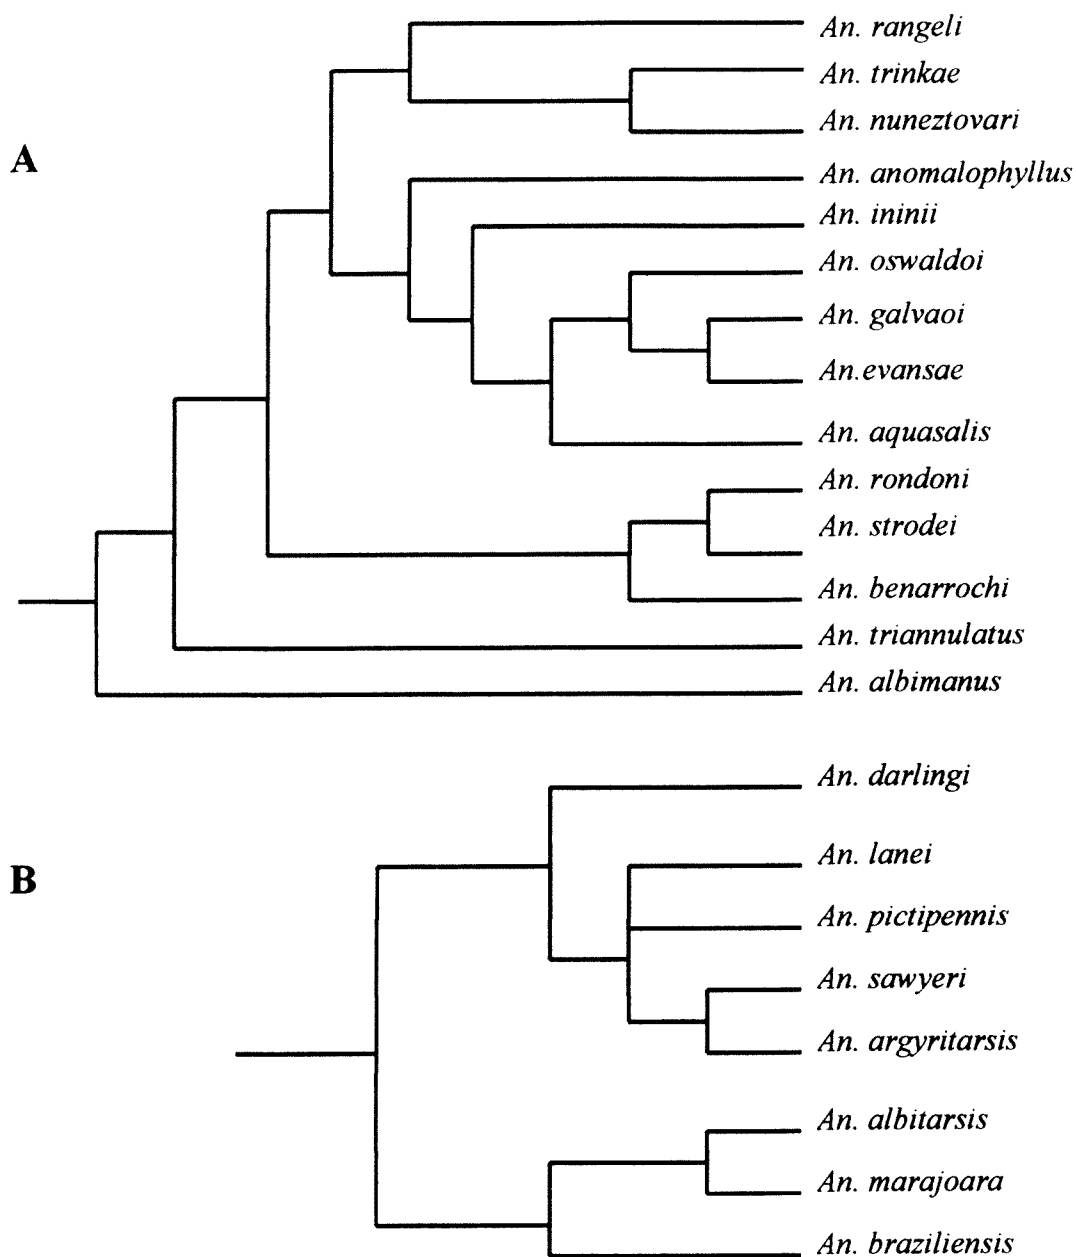 An. rangeli
An. trinkae
An. nuneztovari
A
An. anomalophyllus
An. ininii
An. oswaldoi
An. galvaoi
An.evansae
An. aquasalis
An. rondoni
An. strodei
An. benarrochi
An. triannulatus
An. albimanus
An. darlingi
An. lanei
B
An. pictipennis
An. sawyeri
An. argyritarsis
An. albitarsis
An. marajoara
An. braziliensis